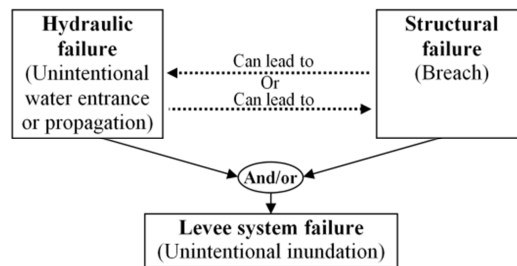 Hydraulic
failure
(Unintentional
water entrance
or propagation)
Can lead to
Or
Can lead to
Structural
failure
(Breach)
And/or
Levee system failure
(Unintentional inundation)